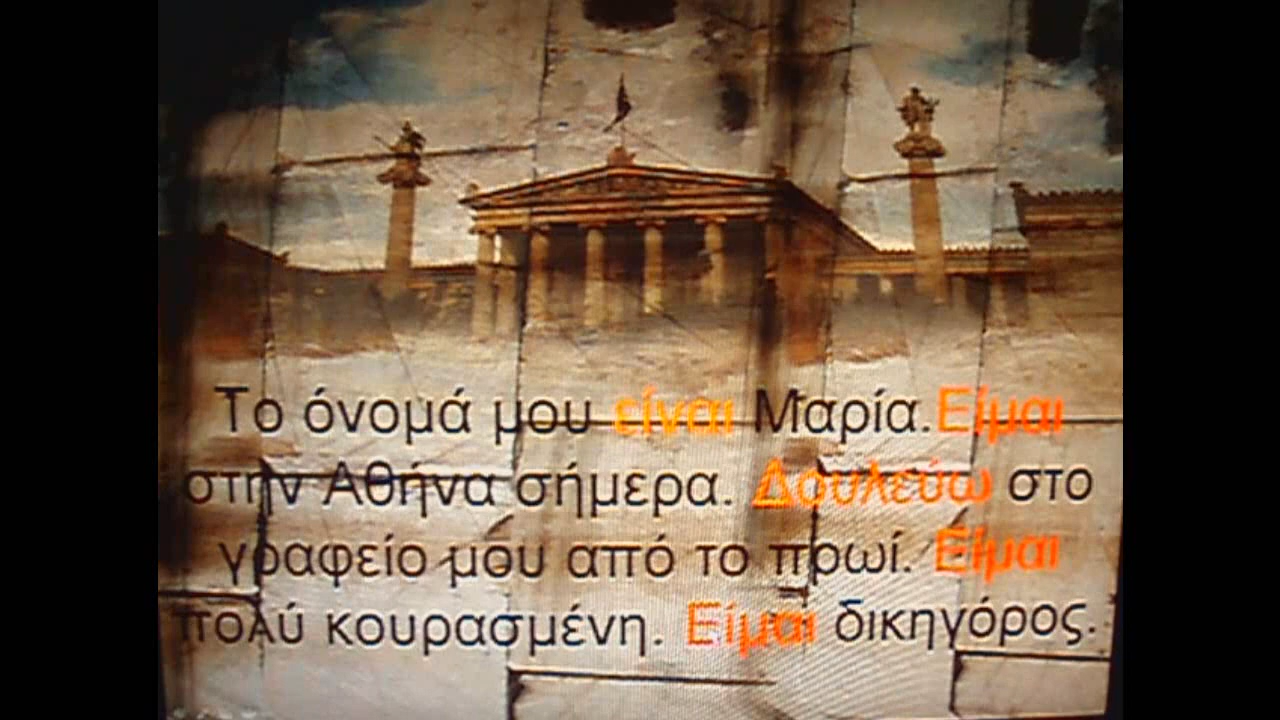 Το όνομά μου είναι Μαρία.Είμαι
στην Αθήνα σήμερα. Δουλεύω στο
γραφείο μου από το πρωί. Είμαι
πολύ κουρασμένη. Είμαι δικηγόρος.